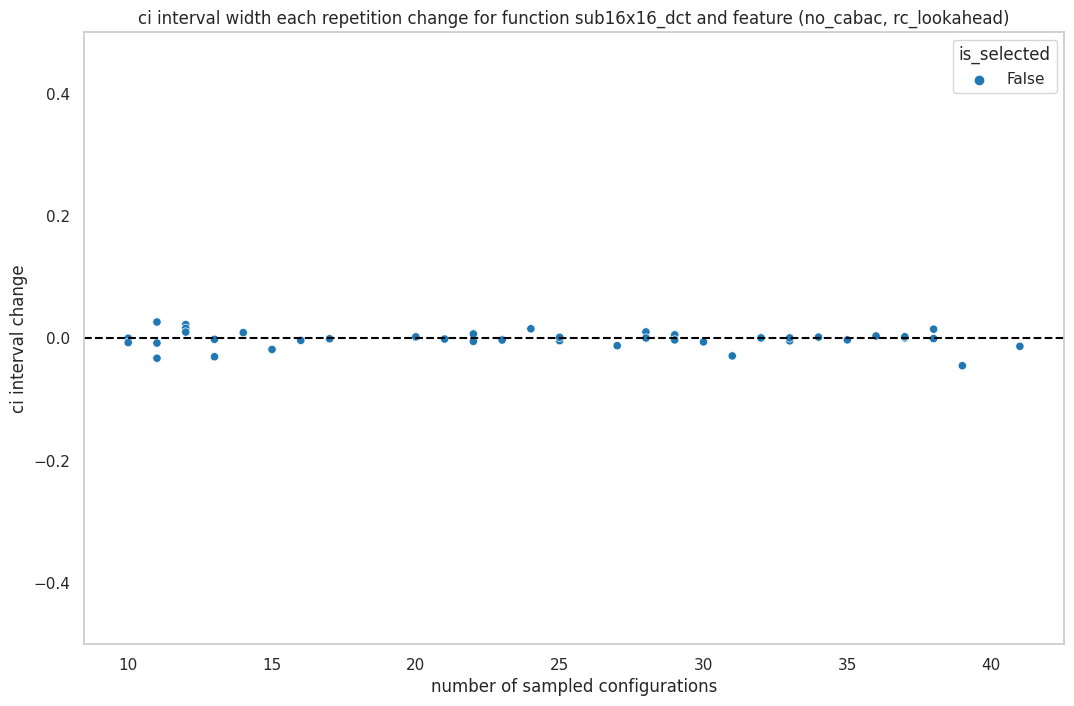 ci interval width each repetition change for function sub16x16_dct and feature (no_cabac, rc_lookahead)
is_selected
False
ci interval change
0.4
0.2
0.0
−0.2
−0.4
10 15 20 25 30 35 40
number of sampled configurations